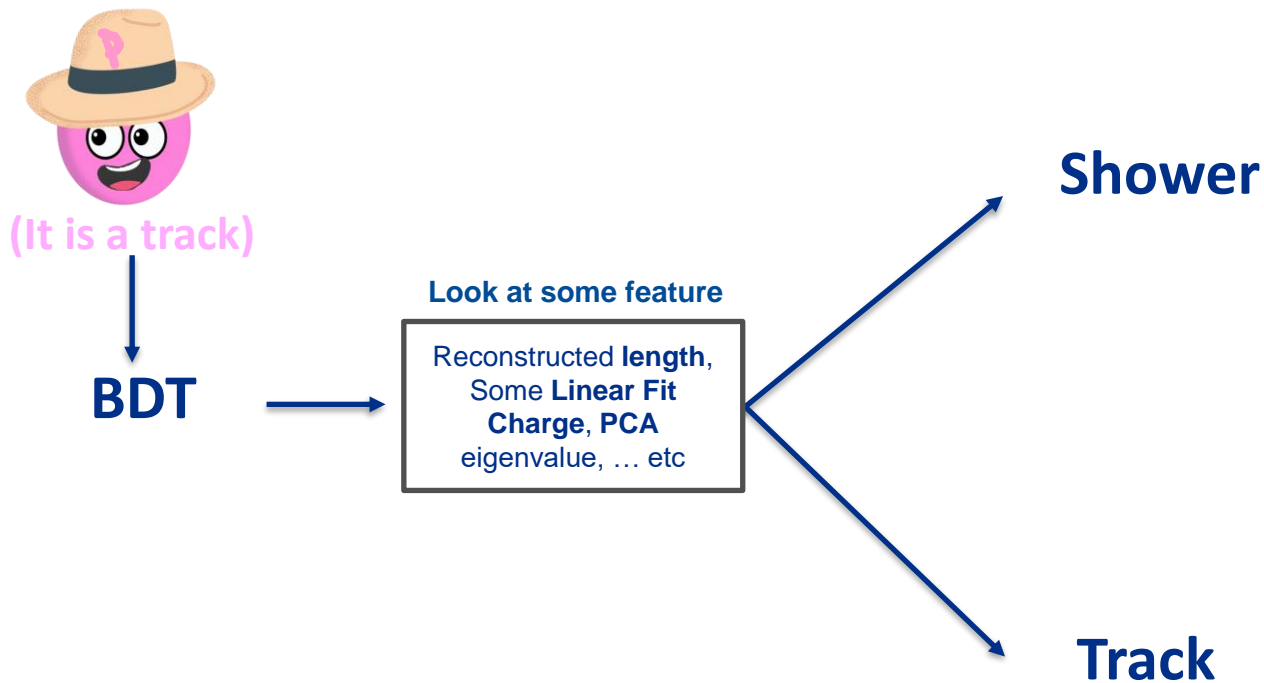 P
(It is a track)
Shower
Look at some feature
BDT
Reconstructed length,
Some Linear Fit
Charge, PCA
eigenvalue, … etc
Track